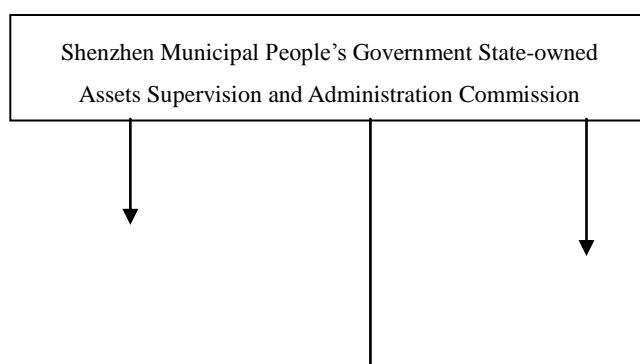 Shenzhen Municipal People’s Government State-owned
Assets Supervision and Administration Commission